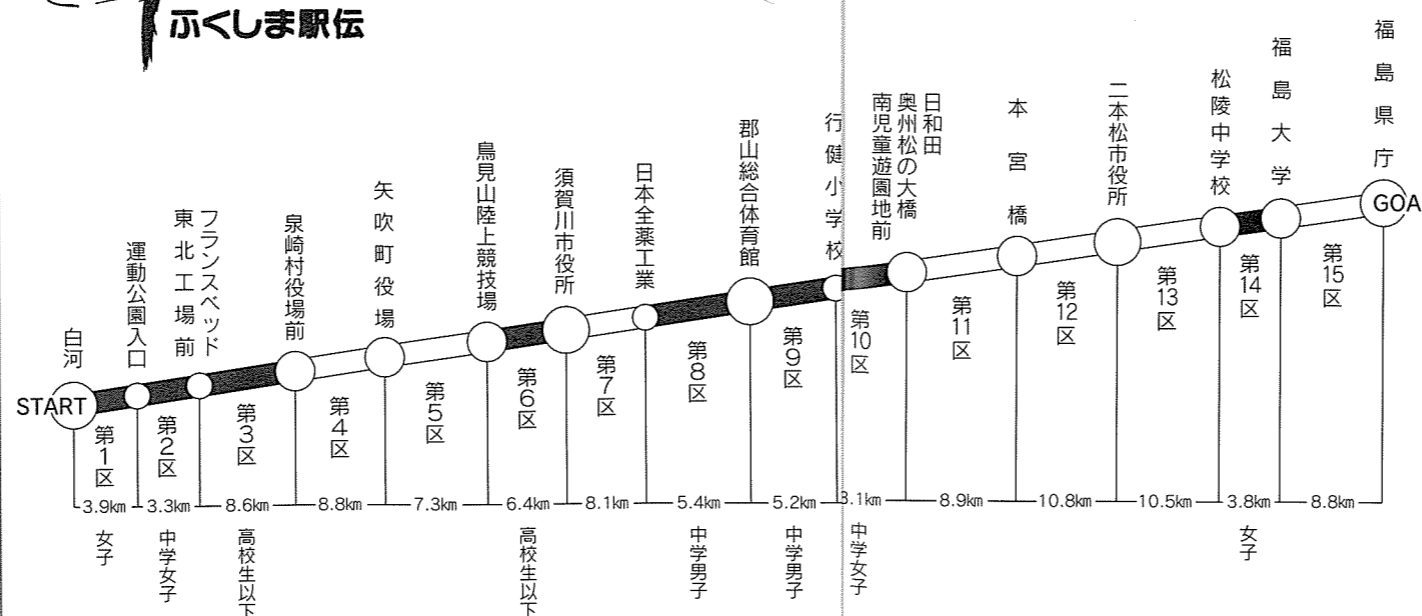 ふくしま駅伝
START
白河
運動公園入口
フランスベッド
東北工場前
泉崎村役場前
矢吹町役場
鳥見山陸上競技場
須賀川市役所
日本全薬工業
郡山総合体育館
行健小学校
日和田
奥州松の大橋
南児童遊園地前
本宮橋
二本松市役所
松陵中学校
福島大学
福島県庁
GOA
第1区
第2区
第3区
第4区
第5区
第6区
第7区
第8区
第9区
第10区
第11区
第12区
第13区
第14区
第15区
3.9km
3.3km
8.6km
8.8km
7.3km
6.4km
8.1km
5.4km
5.2km
3.1km
8.9km
10.8km
10.5km
3.8km
8.8km
女子
中学女子
高校生以下
高校生以下
中学男子
中学男子
中学女子
女子